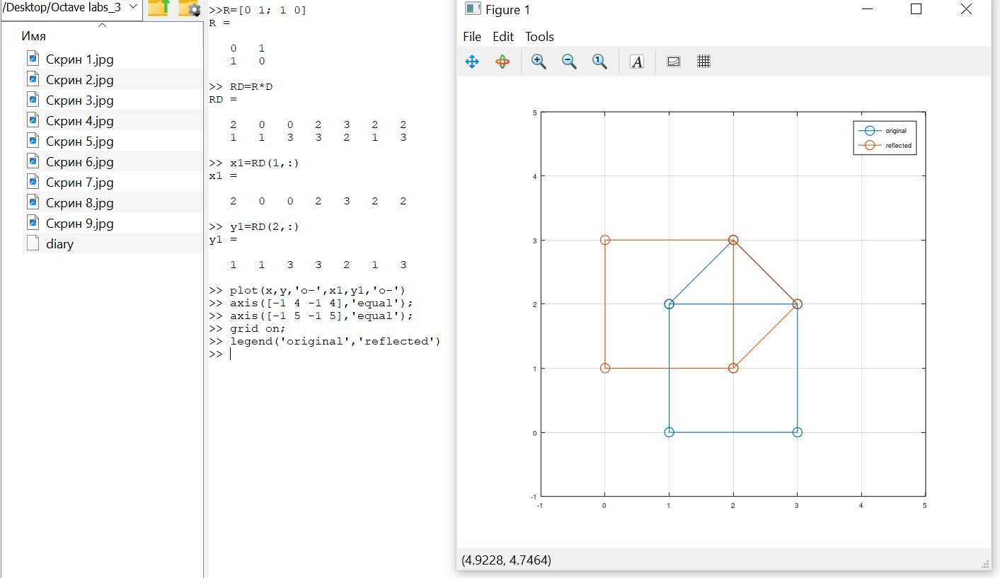 /Desktop/Octave labs_3
Имя
Скрин 1.jpg
Скрин 2.jpg
Скрин 3.jpg
Скрин 4.jpg
Скрин 5.jpg
Скрин 6.jpg
Скрин 7.jpg
Скрин 8.jpg
Скрин 9.jpg
diary
>>R=[0 1; 1 0]
R =
0 1
1 0
>> RD=R*D
RD =
2 0 0 2 3 2 2
1 1 3 3 2 1 3
>> x1=RD(1,:)
x1 =
2 0 0 2 3 2 2
>> y1=RD(2,:)
y1 =
1 1 3 3 2 1 3
>> plot(x,y,'o-',x1,y1,'o-')
>> axis([-1 4 -1 4],'equal');
>> axis([-1 5 -1 5],'equal');
>> grid on;
>> legend('original','reflected')
>>
Figure 1
File Edit Tools
1 A
5
4
3
2
1
0
-1
-1 0 1 2 3 4 5
original
reflected
(4.9228, 4.7464)